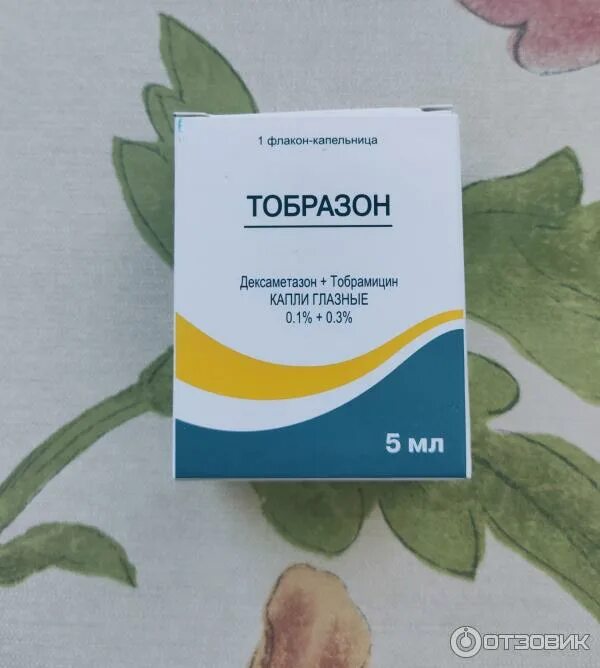 1 флакон-капельница
ТОБРАЗОН
Дексаметазон + Тобрамицин
КАПЛИ ГЛАЗНЫЕ
0.1% + 0.3%
5 мл
ОТЗОВИК